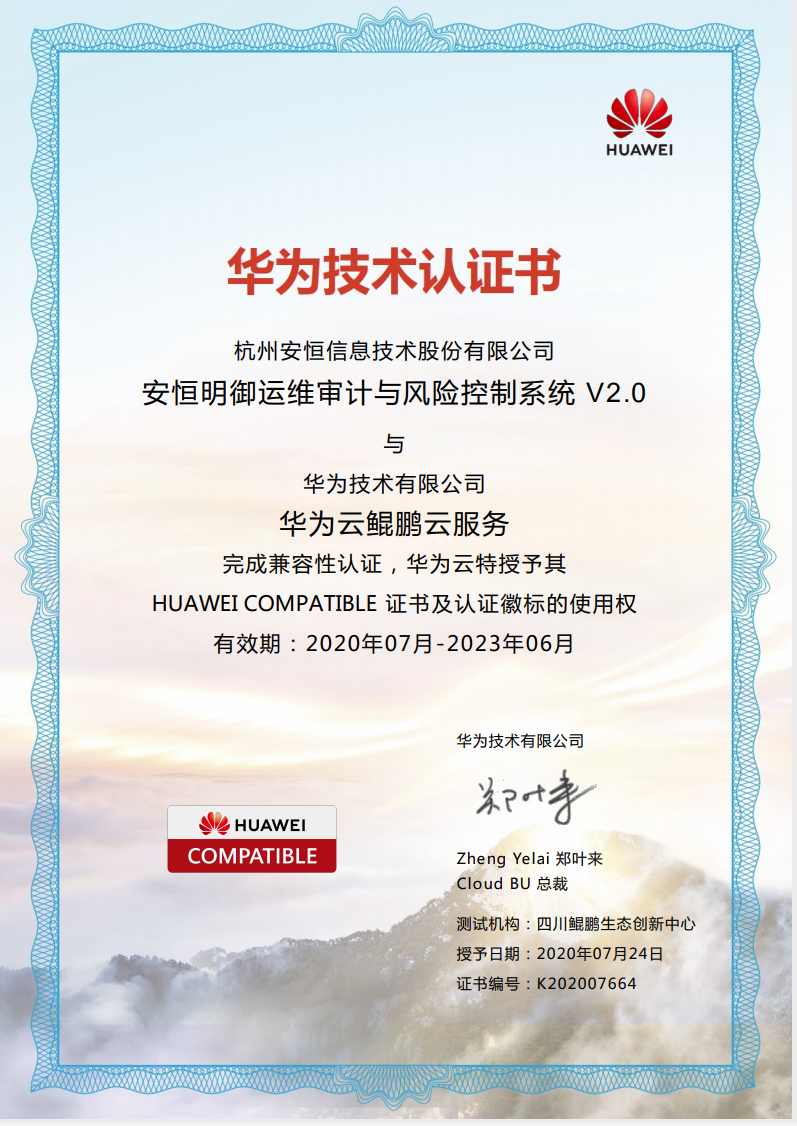 HUAWEI
华为技术认证书
杭州安恒信息技术股份有限公司
安恒明御运维审计与风险控制系统 V2.0
与
华为技术有限公司
华为云鲲鹏云服务
完成兼容性认证，华为云特授予其
HUAWEI COMPATIBLE 证书及认证徽标的使用权
有效期：2020年07月-2023年06月
华为技术有限公司
郑叶来
HUAWEI
COMPATIBLE
Zheng Yelai 郑叶来
Cloud BU 总裁
测试机构：四川鲲鹏生态创新中心
授予日期：2020年07月24日
证书编号：K202007664